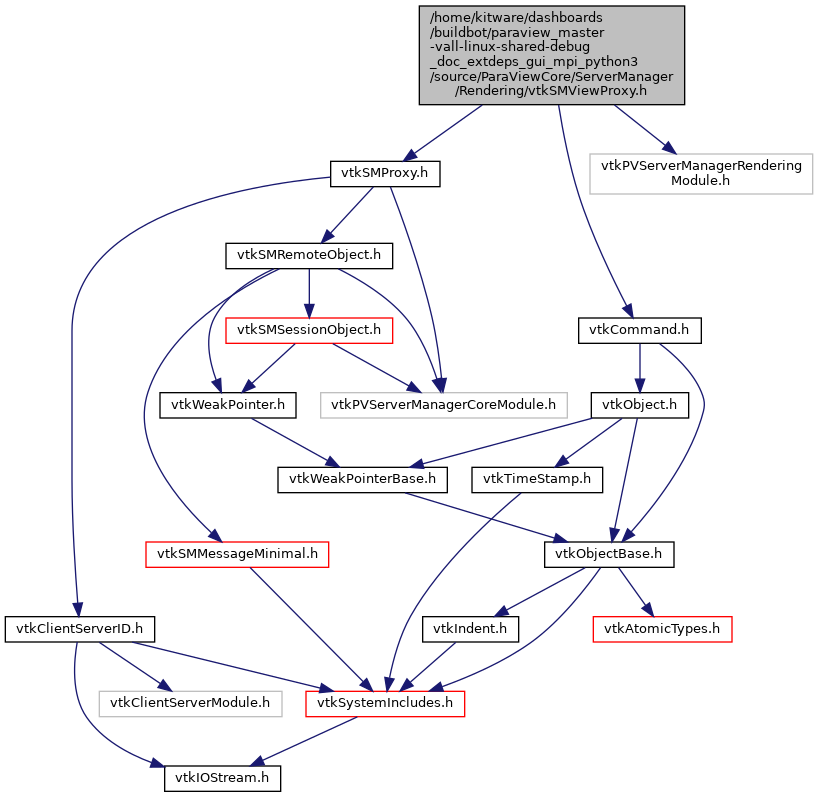 /home/kitware/dashboards
/buildbot/paraview_master
-vall-linux-shared-debug
_doc_extdeps_gui_mpi_python3
/source/ParaViewCore/ServerManager
/Rendering/vtkSMViewProxy.h
vtkSMProxy.h
vtkPVServerManagerRendering
Module.h
vtkSMRemoteObject.h
vtkSMSessionObject.h
vtkCommand.h
vtkWeakPointer.h
vtkPVServerManagerCoreModule.h
vtkObject.h
vtkWeakPointerBase.h
vtkTimeStamp.h
vtkSMMessageMinimal.h
vtkObjectBase.h
vtkClientServerID.h
vtkIndent.h
vtkAtomicTypes.h
vtkClientServerModule.h
vtkSystemIncludes.h
vtkIOStream.h